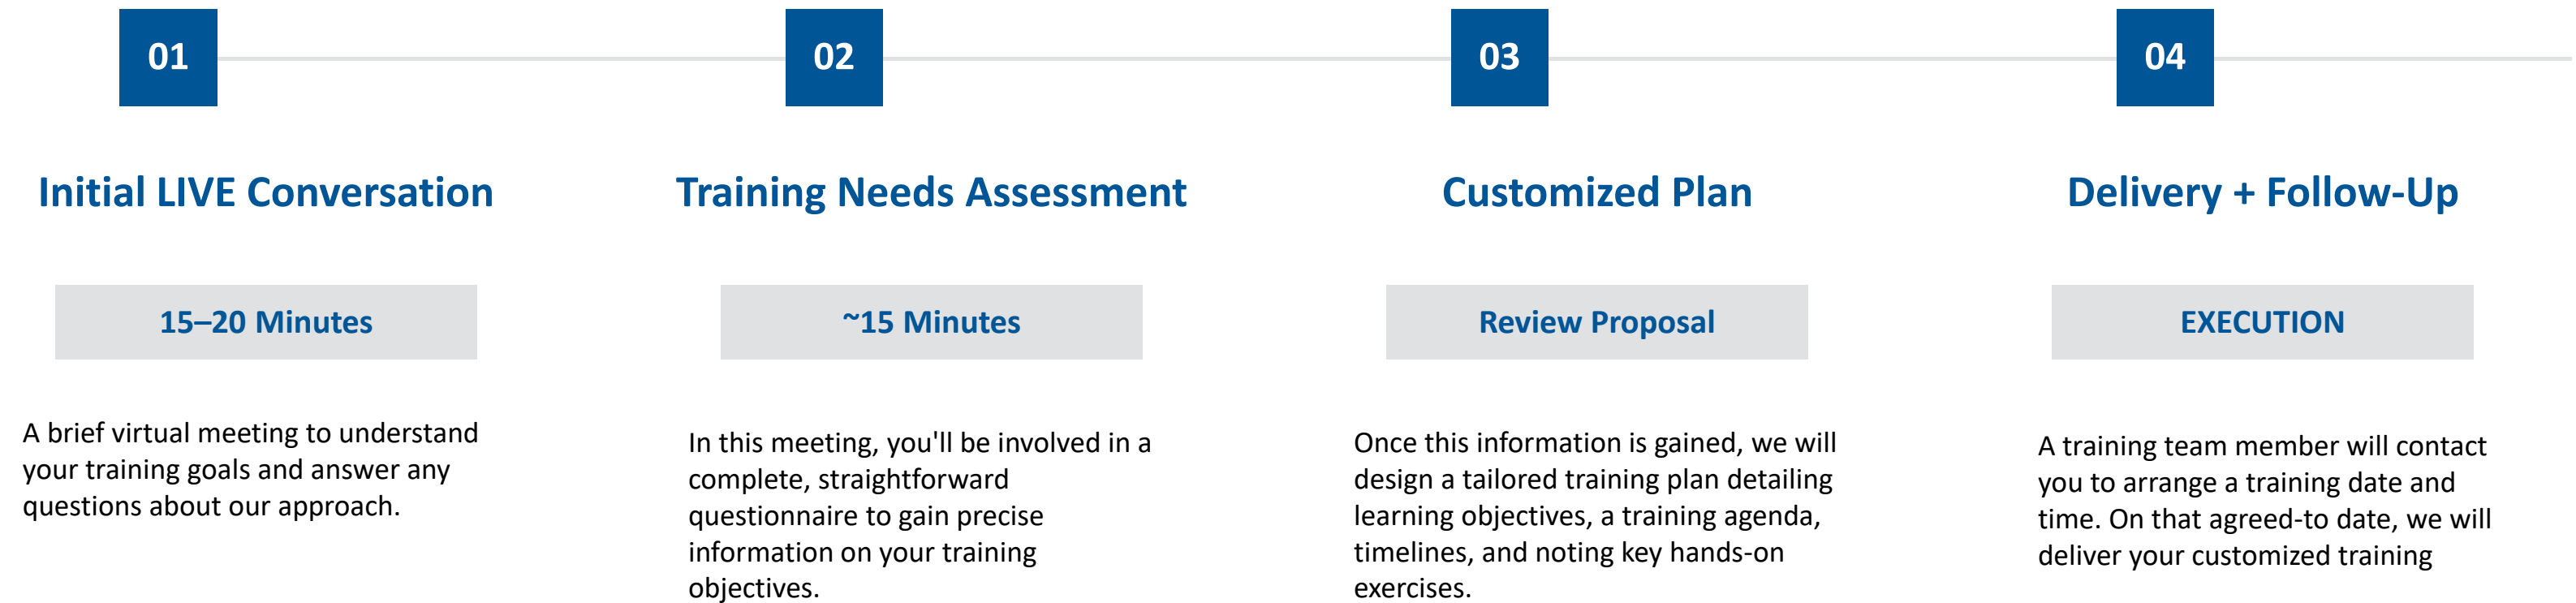 01
02
03
04
Initial LIVE Conversation
Training Needs Assessment
Customized Plan
Delivery + Follow-Up
15–20 Minutes
~15 Minutes
Review Proposal
EXECUTION
A brief virtual meeting to understand
your training goals and answer any
questions about our approach.
In this meeting, you'll be involved in a
complete, straightforward
questionnaire to gain precise
information on your training
objectives.
Once this information is gained, we will
design a tailored training plan detailing
learning objectives, a training agenda,
timelines, and noting key hands-on
exercises.
A training team member will contact
you to arrange a training date and
time. On that agreed-to date, we will
deliver your customized training